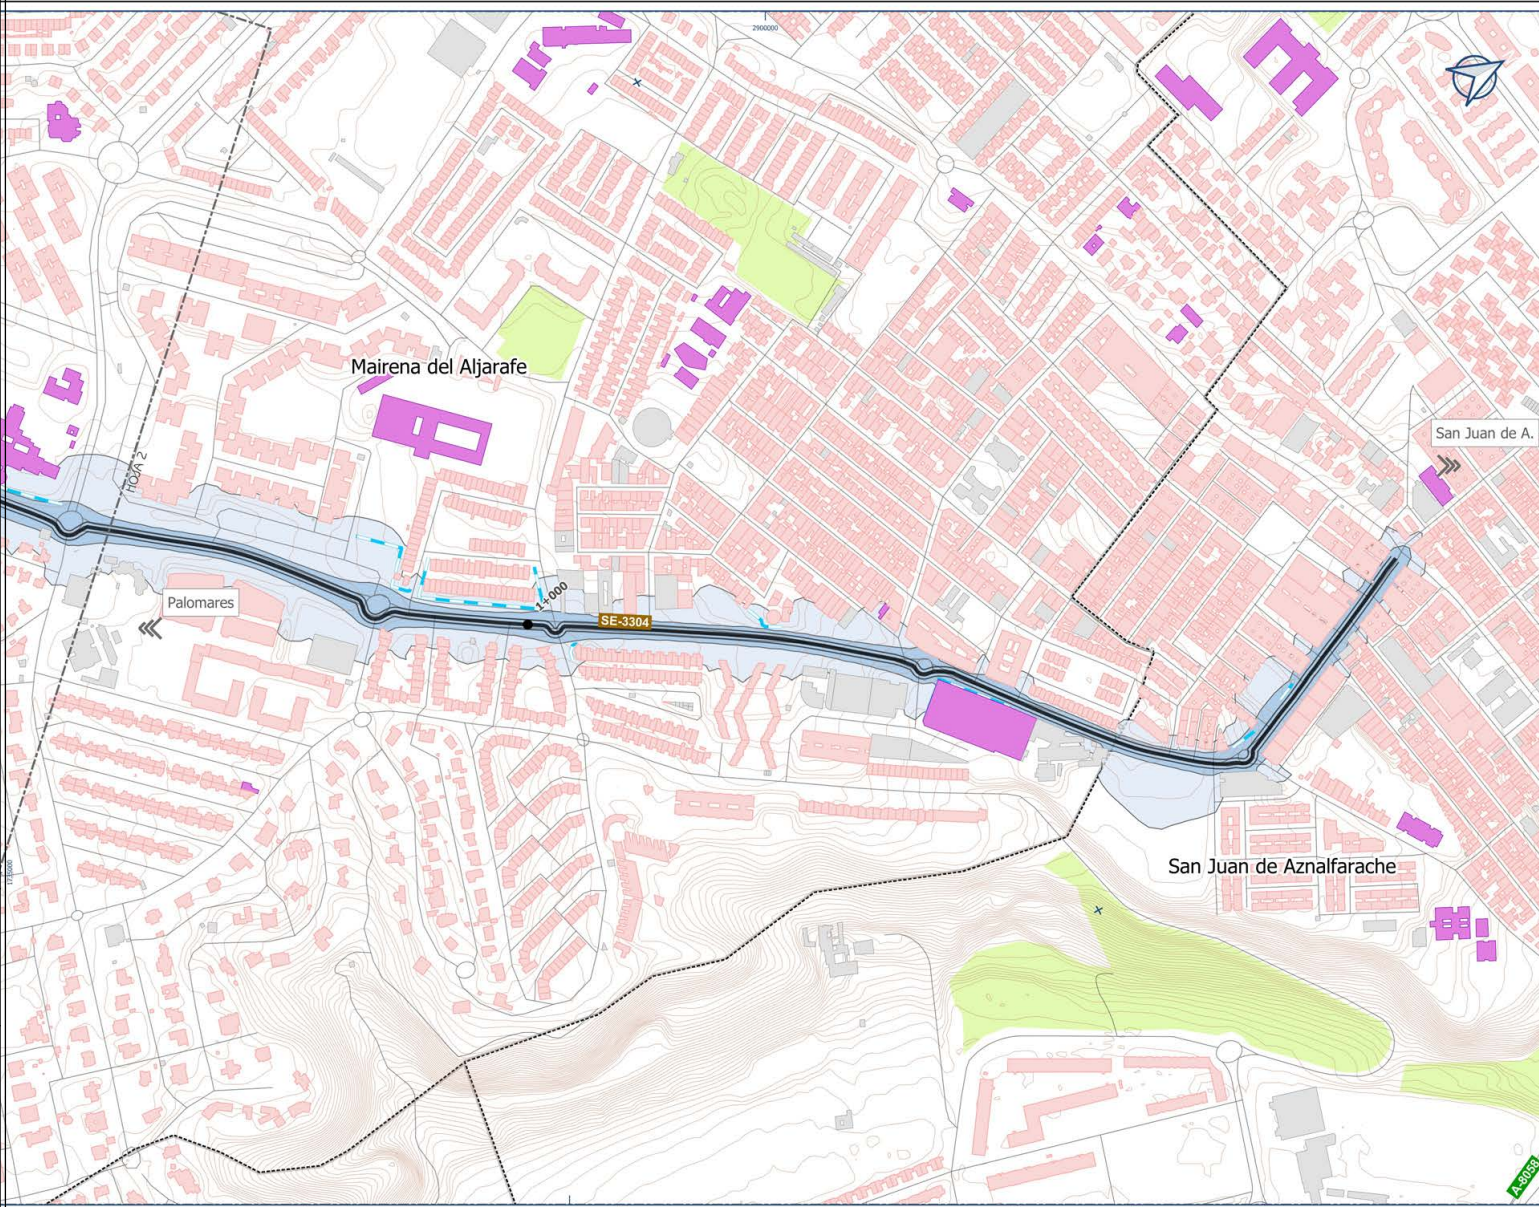 2900000
Mairena del Aljarafe
San Juan de A.
HOJA 2
Palomares
1+000
SE-3304
San Juan de Aznalfarache
A-8058